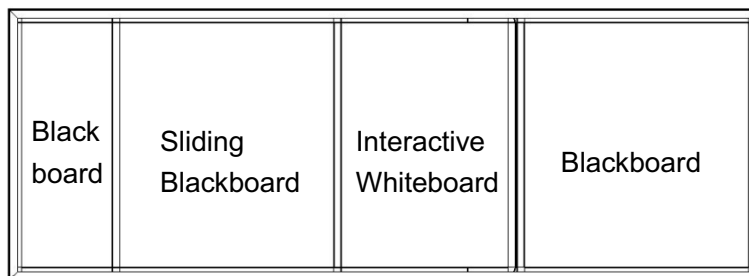 Black
board
Sliding
Blackboard
Interactive
Whiteboard
Blackboard